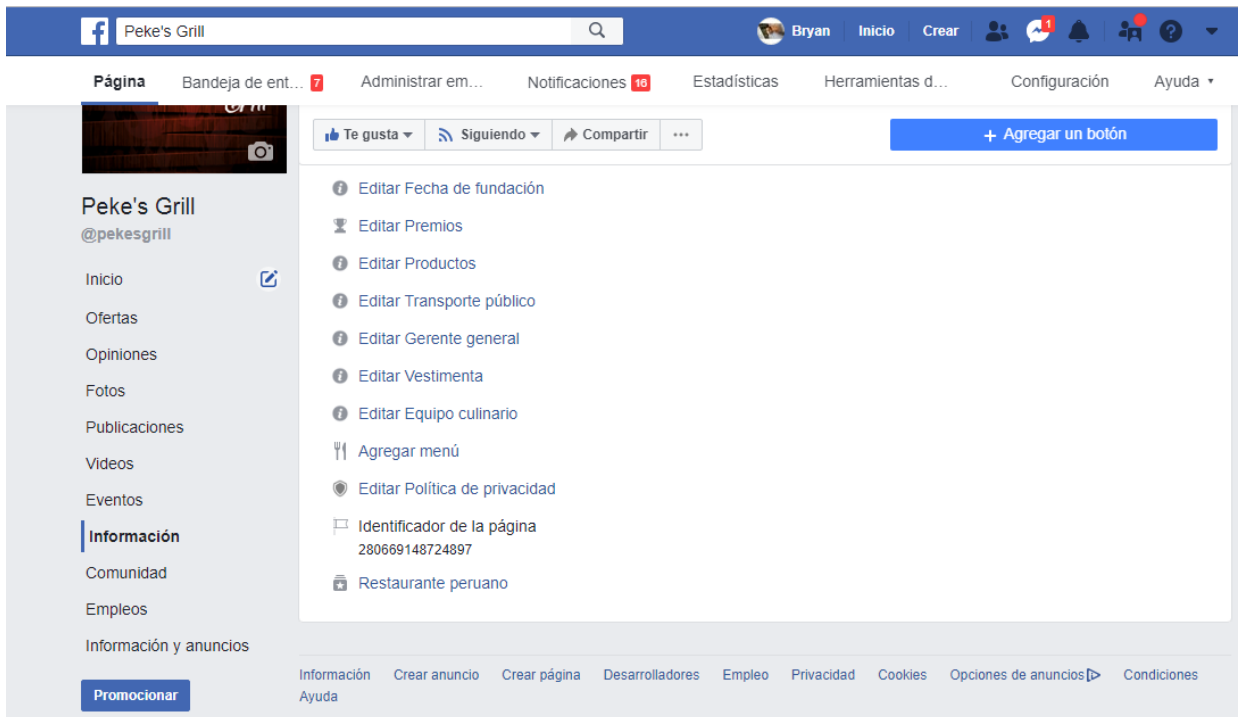 Peke's Grill
Bryan Inicio Crear 1
Página Bandeja de ent... 7 Administrar em... Notificaciones 16 Estadísticas Herramientas d... Configuración Ayuda
Grill
Te gusta Siguiendo Compartir ... + Agregar un botón
Peke's Grill
@pekesgrill
Inicio
Ofertas
Opiniones
Fotos
Publicaciones
Videos
Eventos
Información
Comunidad
Empleos
Información y anuncios
Promocionar
Editar Fecha de fundación
Editar Premios
Editar Productos
Editar Transporte público
Editar Gerente general
Editar Vestimenta
Editar Equipo culinario
Agregar menú
Editar Política de privacidad
Identificador de la página
280669148724897
Restaurante peruano
Información Crear anuncio Crear página Desarrolladores Empleo Privacidad Cookies Opciones de anuncios Condiciones
Ayuda